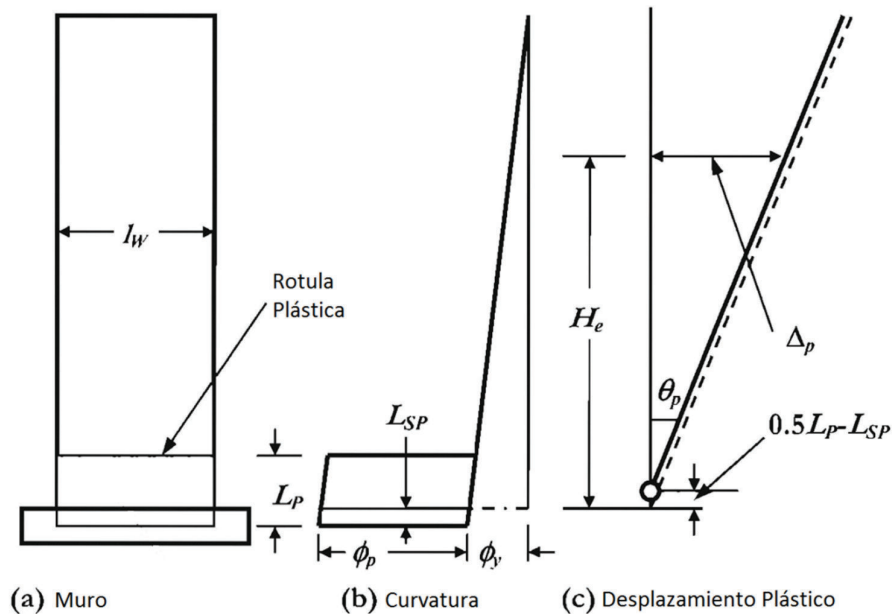 l_W
Rotula
Plástica
L_SP
L_P
H_e
Δ_p
θ_p
0.5L_P-L_SP
ϕ_p
ϕ_y
(a) Muro
(b) Curvatura
(c) Desplazamiento Plástico